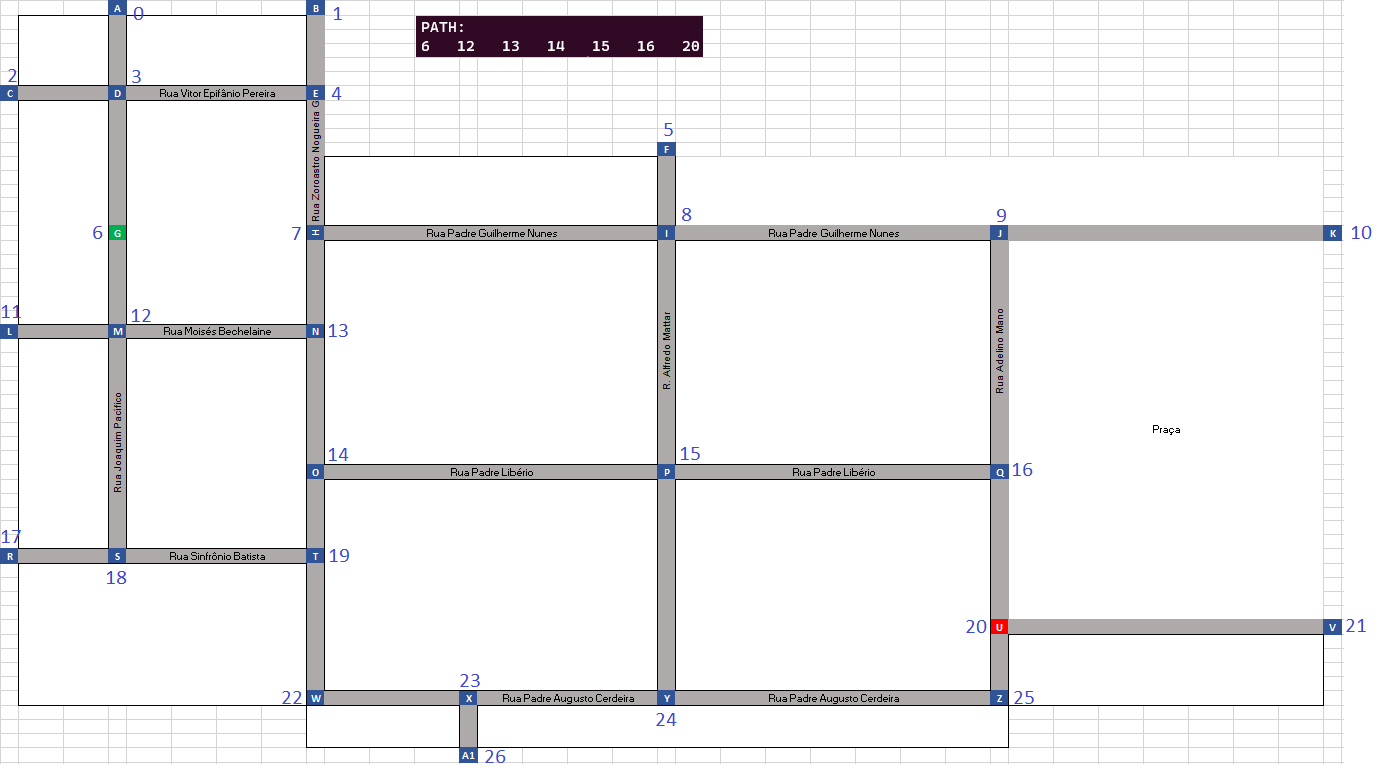 A
0
B
1
PATH:
6 12 13 14 15 16 20
2
3
C
D
Rua Vitor Epifânio Pereira
E
4
Rua Zoroastro Nogueira G
5
F
6
G
7
H
Rua Padre Guilherme Nunes
8
I
Rua Padre Guilherme Nunes
9
J
K
10
11
12
L
M
Rua Moisés Bechelaine
N
13
R. Alfredo Mattar
Rua Adelino Mano
Praça
Rua Joaquim Pacífico
14
O
Rua Padre Libério
15
P
Rua Padre Libério
Q
16
17
R
S
Rua Sinfrônio Batista
T
19
18
20
U
V
21
22
W
23
X
Rua Padre Augusto Cerdeira
Y
Rua Padre Augusto Cerdeira
Z
25
24
A1
26